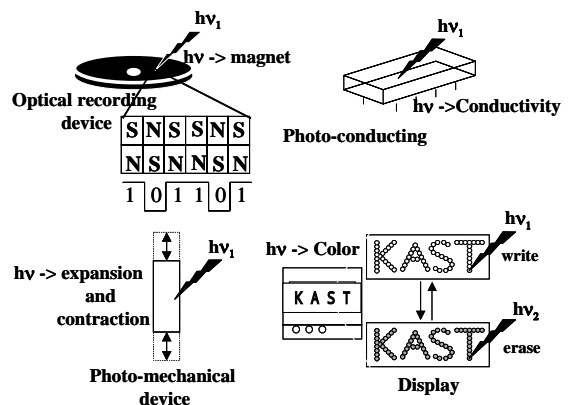 hν₁
hν -> magnet
Optical recording
device
S N S S N S
N S N N S N
1 0 1 1 0 1
hν₁
hν ->Conductivity
Photo-conducting
hν₁
hν -> expansion
and
contraction
Photo-mechanical
device
hν -> Color
K A S T
KAST
hν₁
write
KAST
hν₂
erase
Display